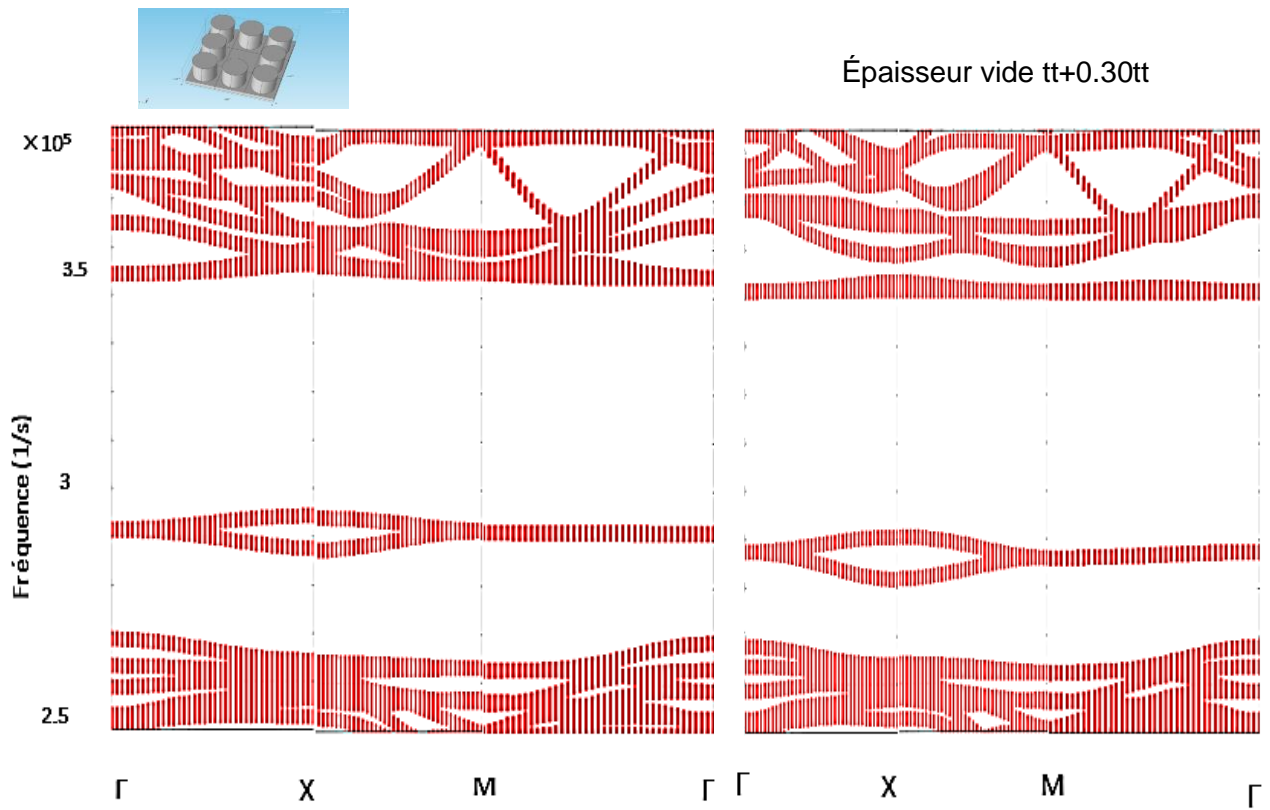 Épaisseur vide tt+0.30tt
×10⁵
3.5
3
2.5
Fréquence (1/s)
Γ X M Γ
Γ X M Γ